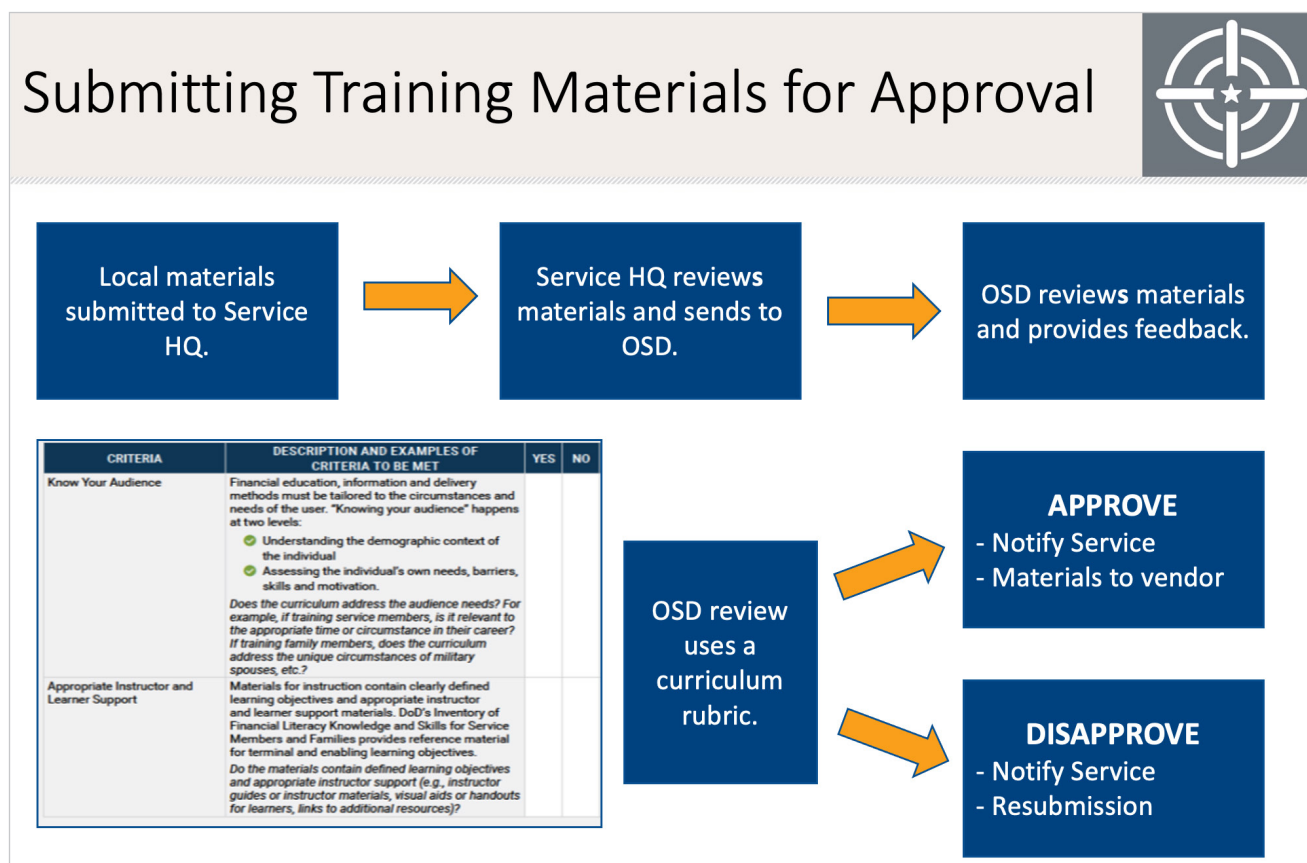 Submitting Training Materials for Approval
Local materials
submitted to Service
HQ.
Service HQ reviews
materials and sends to
OSD.
OSD reviews materials
and provides feedback.
CRITERIA
DESCRIPTION AND EXAMPLES OF
CRITERIA TO BE MET
YES
NO
Know Your Audience
Financial education, information and delivery
methods must be tailored to the circumstances and
needs of the user. "Knowing your audience" happens
at two levels:
Understanding the demographic context of
the individual
Assessing the individual's own needs, barriers,
skills and motivation.
Does the curriculum address the audience needs? For
example, if training service members, is it relevant to
the appropriate time or circumstance in their career?
If training family members, does the curriculum
address the unique circumstances of military
spouses, etc.?
Appropriate Instructor and
Learner Support
Materials for instruction contain clearly defined
learning objectives and appropriate instructor
and learner support materials. DoD's Inventory of
Financial Literacy Knowledge and Skills for Service
Members and Families provides reference material
for terminal and enabling learning objectives.
Do the materials contain defined learning objectives
and appropriate instructor support (e.g., instructor
guides or instructor materials, visual aids or handouts
for learners, links to additional resources)?
OSD review
uses a
curriculum
rubric.
APPROVE
- Notify Service
- Materials to vendor
DISAPPROVE
- Notify Service
- Resubmission